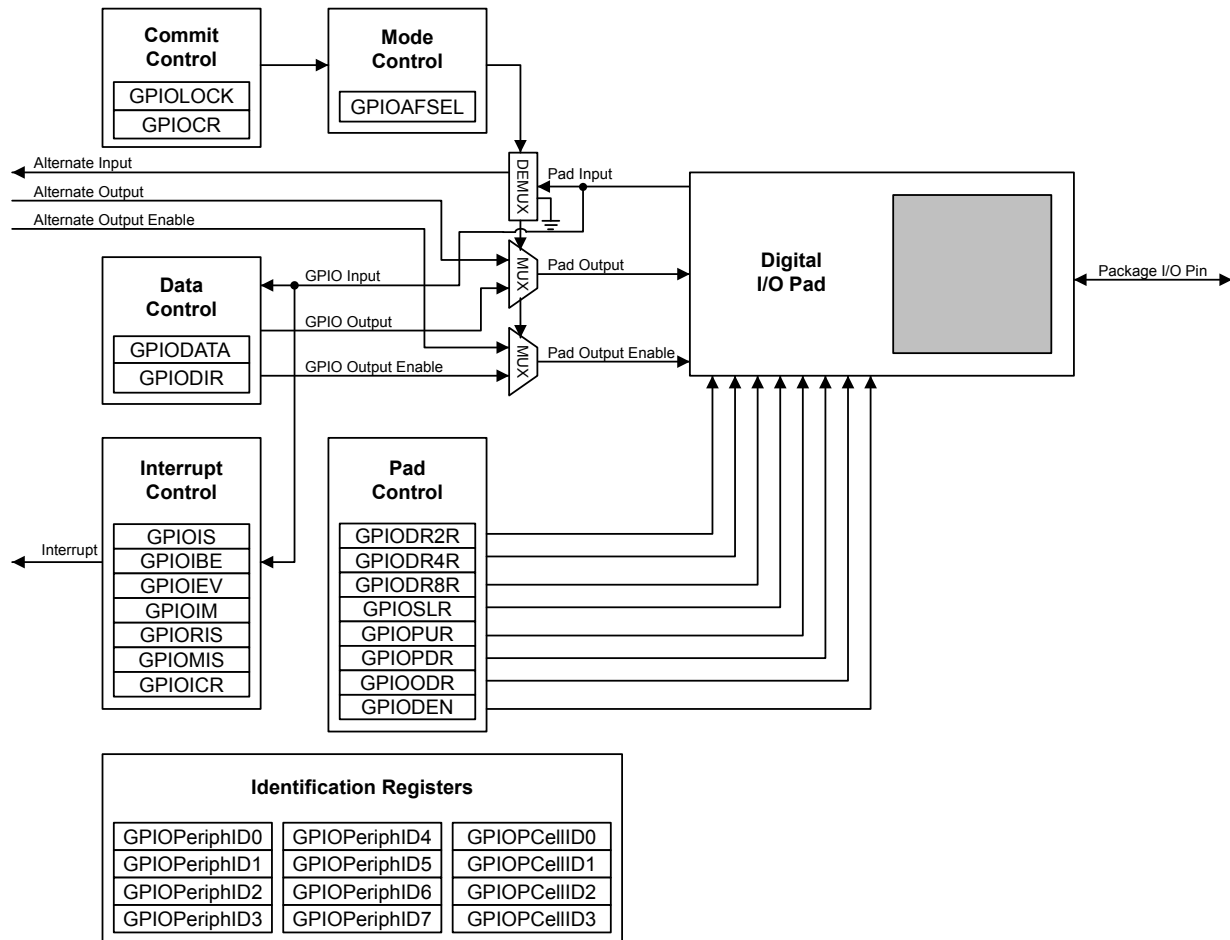 Commit
Control
GPIOLOCK
GPIOCR
Mode
Control
GPIOAFSEL
Alternate Input
Alternate Output
Alternate Output Enable
DEMUX
Pad Input
MUX
Pad Output
MUX
Pad Output Enable
Digital
I/O Pad
Package I/O Pin
Data
Control
GPIODATA
GPIODIR
GPIO Input
GPIO Output
GPIO Output Enable
Interrupt
Control
GPIOIS
GPIOIBE
GPIOIEV
GPIOIM
GPIORIS
GPIOMIS
GPIOICR
Interrupt
Pad
Control
GPIODR2R
GPIODR4R
GPIODR8R
GPIOSLR
GPIOPUR
GPIOPDR
GPIOODR
GPIODEN
Identification Registers
GPIOPeriphID0
GPIOPeriphID1
GPIOPeriphID2
GPIOPeriphID3
GPIOPeriphID4
GPIOPeriphID5
GPIOPeriphID6
GPIOPeriphID7
GPIOPCellID0
GPIOPCellID1
GPIOPCellID2
GPIOPCellID3